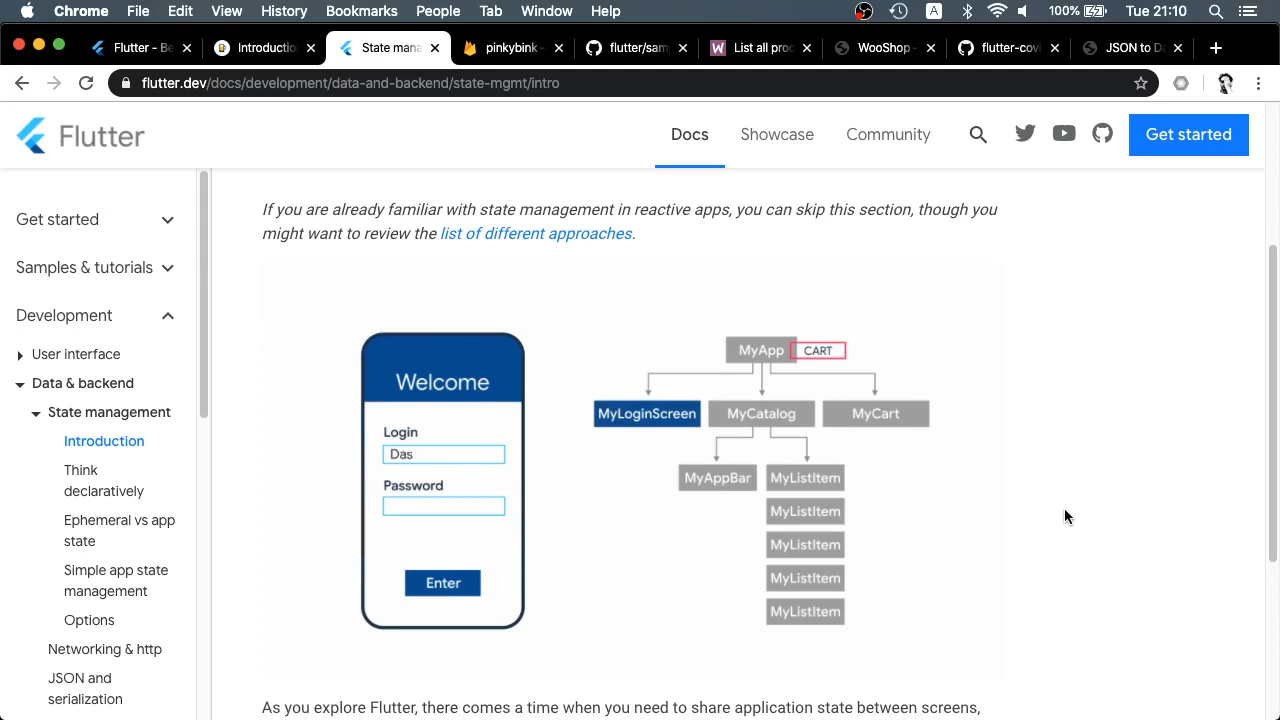 Chrome File Edit View History Bookmarks People Tab Window Help A 100% Tue 21:10
Flutter - Be Introductio State mana pinkybink - flutter/sam W List all pro WooShop - flutter-covi JSON to Da
flutter.dev/docs/development/data-and-backend/state-mgmt/intro
Flutter Docs Showcase Community Get started
Get started
Samples & tutorials
Development
User interface
Data & backend
State management
Introduction
Think
declaratively
Ephemeral vs app
state
Simple app state
management
Options
Networking & http
JSON and
serialization
If you are already familiar with state management in reactive apps, you can skip this section, though you
might want to review the list of different approaches.
Welcome
Login
Das
Password
Enter
MyApp CART
MyLoginScreen MyCatalog MyCart
MyAppBar MyListItem
MyListItem
MyListItem
MyListItem
MyListItem
As you explore Flutter, there comes a time when you need to share application state between screens,